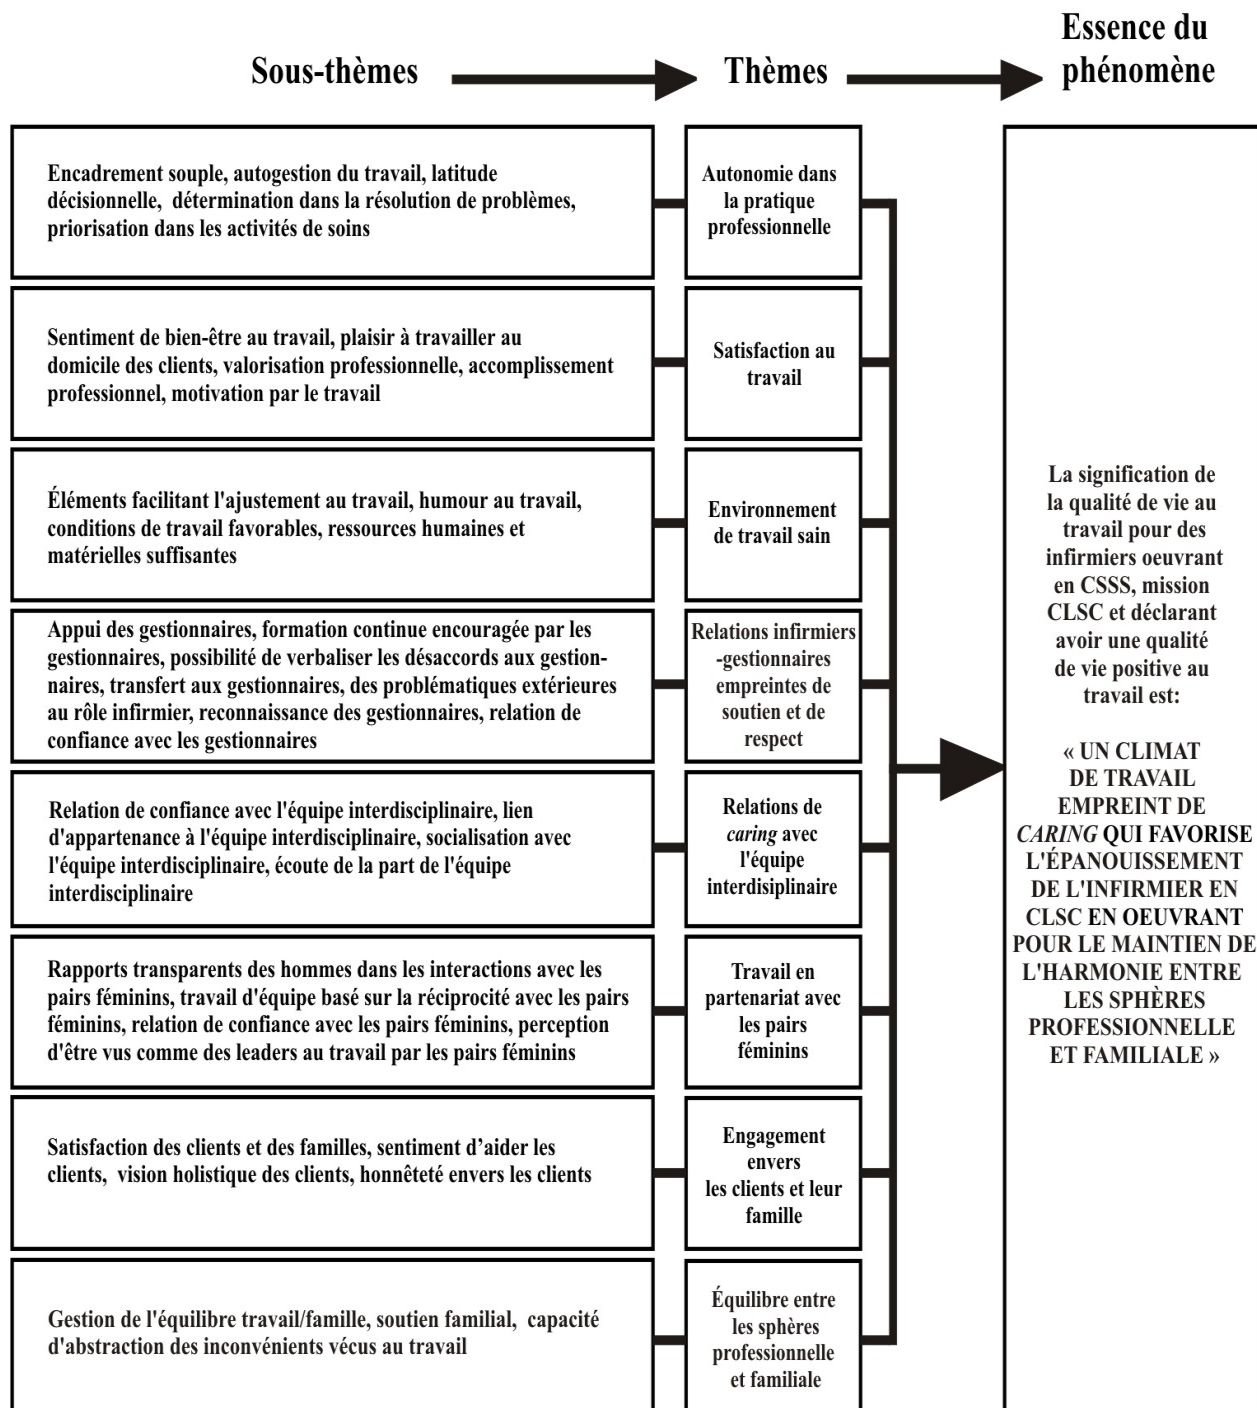 Sous-thèmes
Thèmes
Essence du
phénomène
Encadrement souple, autogestion du travail, latitude
décisionnelle, détermination dans la résolution de problèmes,
priorisation dans les activités de soins
Autonomie dans
la pratique
professionnelle
Sentiment de bien-être au travail, plaisir à travailler au
domicile des clients, valorisation professionnelle, accomplissement
professionnel, motivation par le travail
Satisfaction au
travail
Éléments facilitant l'ajustement au travail, humour au travail,
conditions de travail favorables, ressources humaines et
matérielles suffisantes
Environnement
de travail sain
Appui des gestionnaires, formation continue encouragée par les
gestionnaires, possibilité de verbaliser les désaccords aux gestion-
naires, transfert aux gestionnaires, des problématiques extérieures
au rôle infirmier, reconnaissance des gestionnaires, relation de
confiance avec les gestionnaires
Relations infirmiers
-gestionnaires
empreintes de
soutien et de
respect
Relation de confiance avec l'équipe interdisciplinaire, lien
d'appartenance à l'équipe interdisciplinaire, socialisation avec
l'équipe interdisciplinaire, écoute de la part de l'équipe
interdisciplinaire
Relations de
caring avec
l'équipe
interdisiplinaire
Rapports transparents des hommes dans les interactions avec les
pairs féminins, travail d'équipe basé sur la réciprocité avec les pairs
féminins, relation de confiance avec les pairs féminins, perception
d'être vus comme des leaders au travail par les pairs féminins
Travail en
partenariat avec
les pairs
féminins
Satisfaction des clients et des familles, sentiment d’aider les
clients, vision holistique des clients, honnêteté envers les clients
Engagement
envers
les clients et leur
famille
Gestion de l'équilibre travail/famille, soutien familial, capacité
d'abstraction des inconvénients vécus au travail
Équilibre entre
les sphères
professionnelle
et familiale
La signification de
la qualité de vie au
travail pour des
infirmiers oeuvrant
en CSSS, mission
CLSC et déclarant
avoir une qualité
de vie positive au
travail est:
« UN CLIMAT
DE TRAVAIL
EMPREINT DE
CARING QUI FAVORISE
L'ÉPANOUISSEMENT
DE L'INFIRMIER EN
CLSC EN OEUVRANT
POUR LE MAINTIEN DE
L'HARMONIE ENTRE
LES SPHÈRES
PROFESSIONNELLE
ET FAMILIALE »